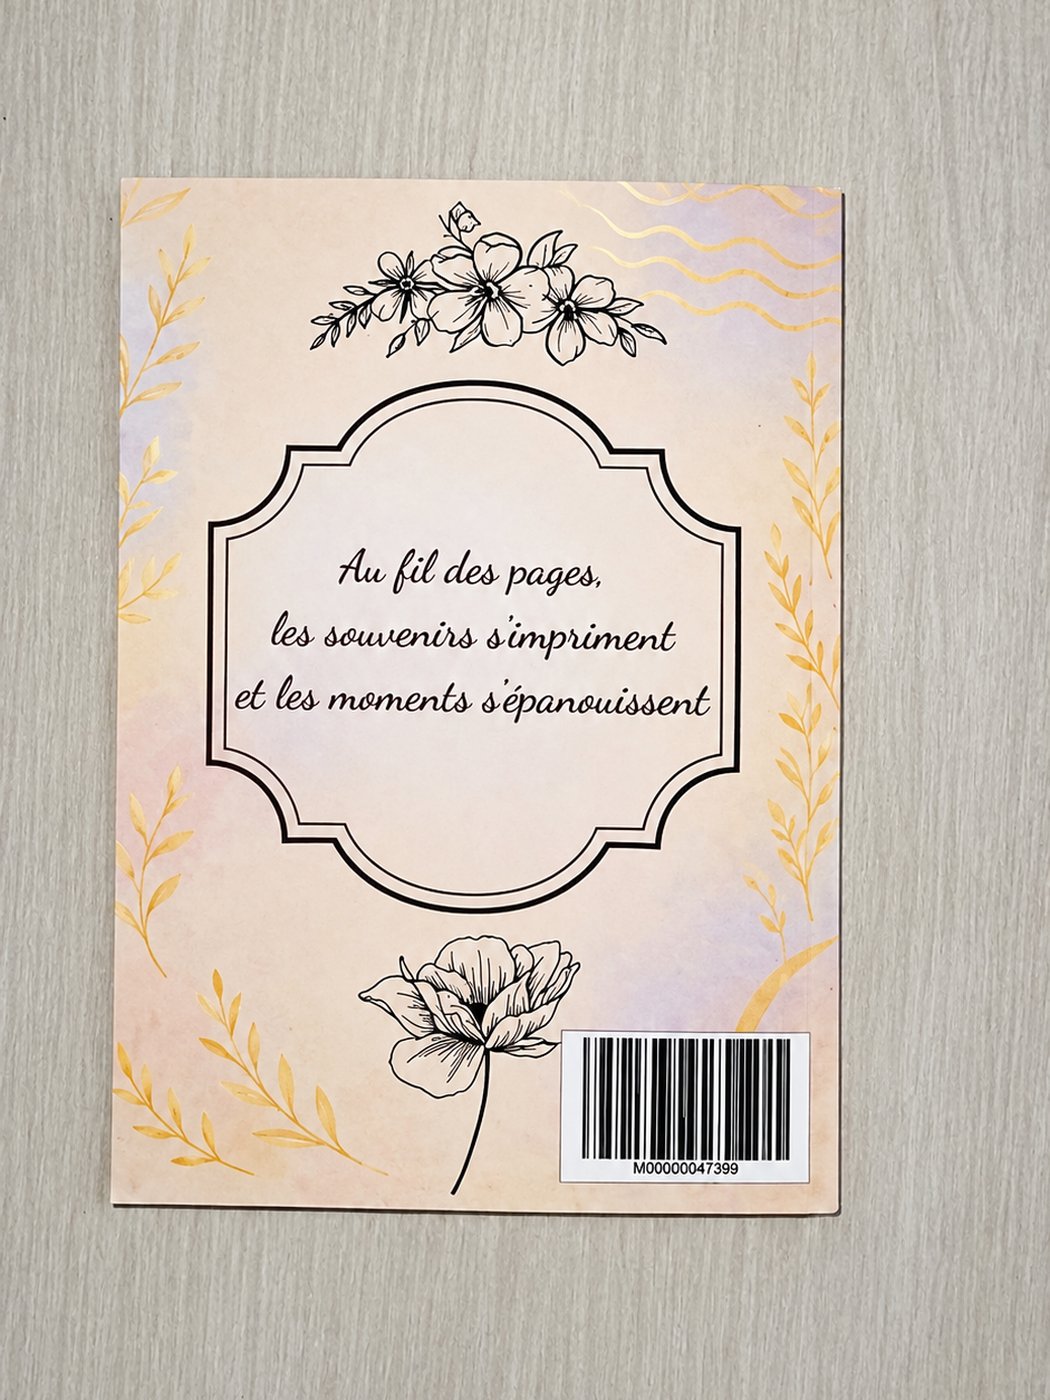 Au fil des pages,
les souvenirs s'impriment
et les moments s'épanouissent
M00000047399